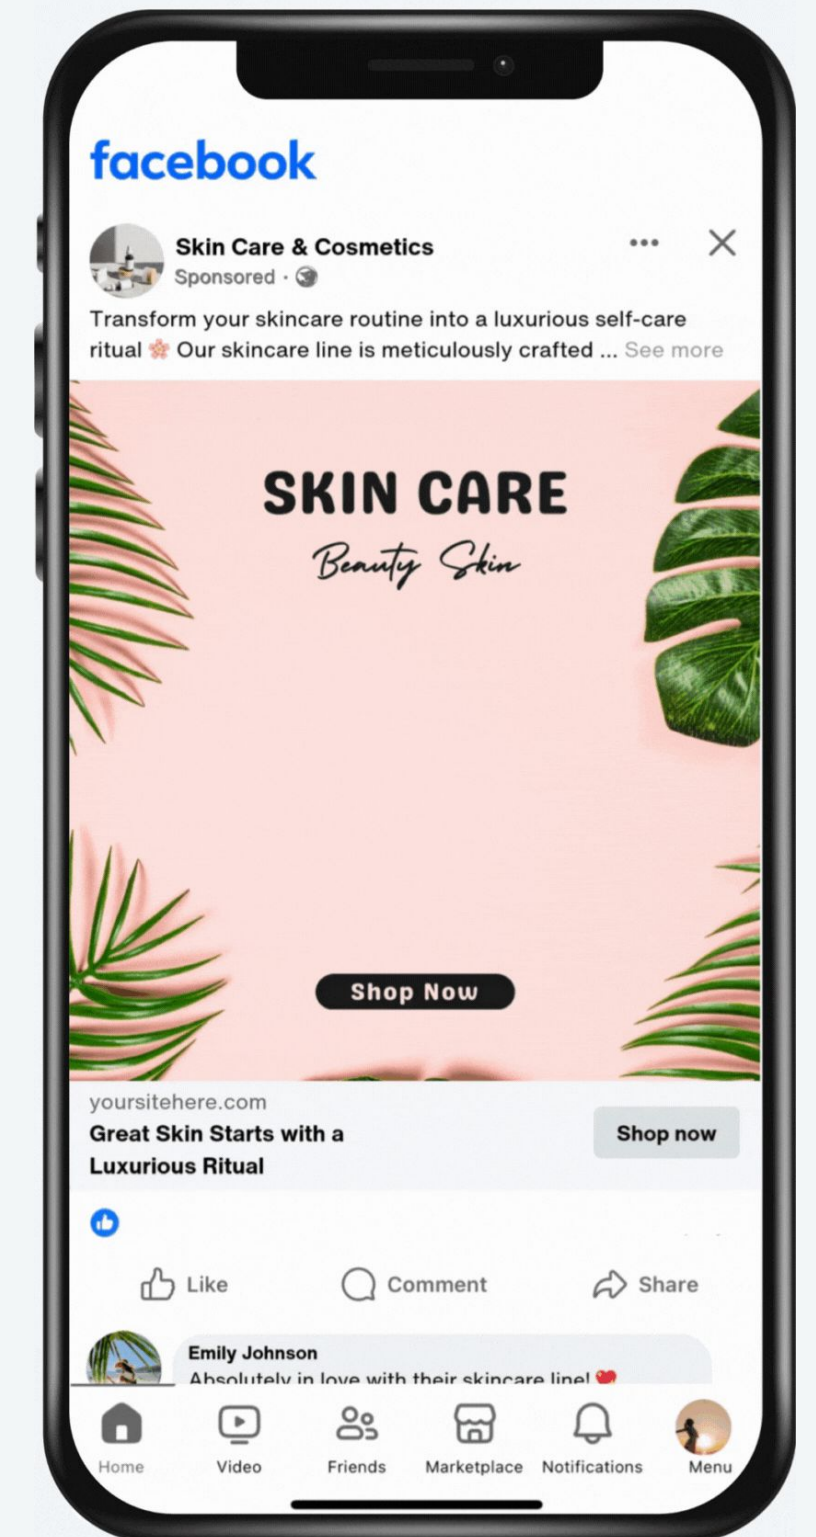 facebook
Skin Care & Cosmetics
Sponsored ·
Transform your skincare routine into a luxurious self-care
ritual 🌸 Our skincare line is meticulously crafted ... See more
SKIN CARE
Beauty Skin
Shop Now
yoursitehere.com
Great Skin Starts with a
Luxurious Ritual
Shop now
Like Comment Share
Emily Johnson
Absolutely in love with their skincare line! ❤️
Home Video Friends Marketplace Notifications Menu